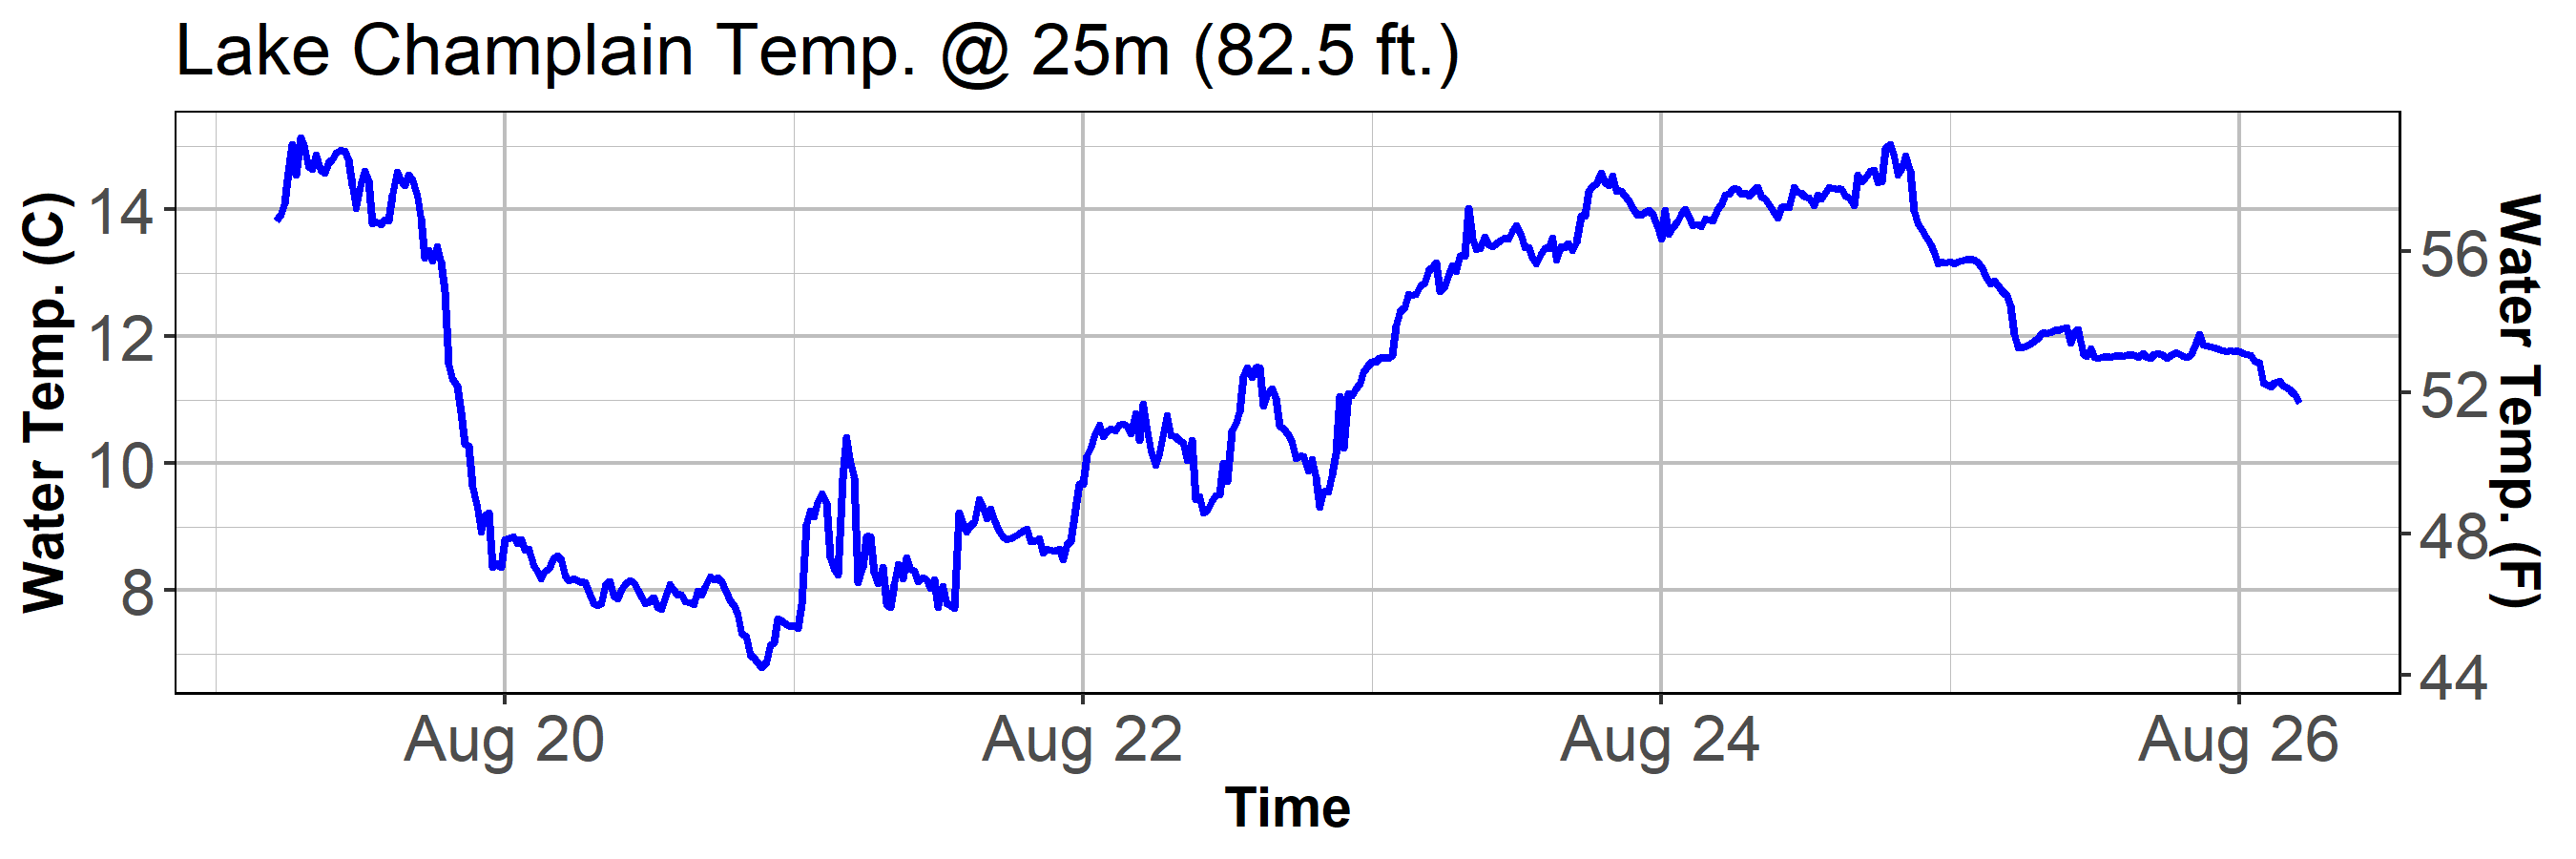 Lake Champlain Temp. @ 25m (82.5 ft.)
Water Temp. (C)
14
12
10
8
56
52
48
44
Water Temp. (F)
Aug 20 Aug 22 Aug 24 Aug 26
Time